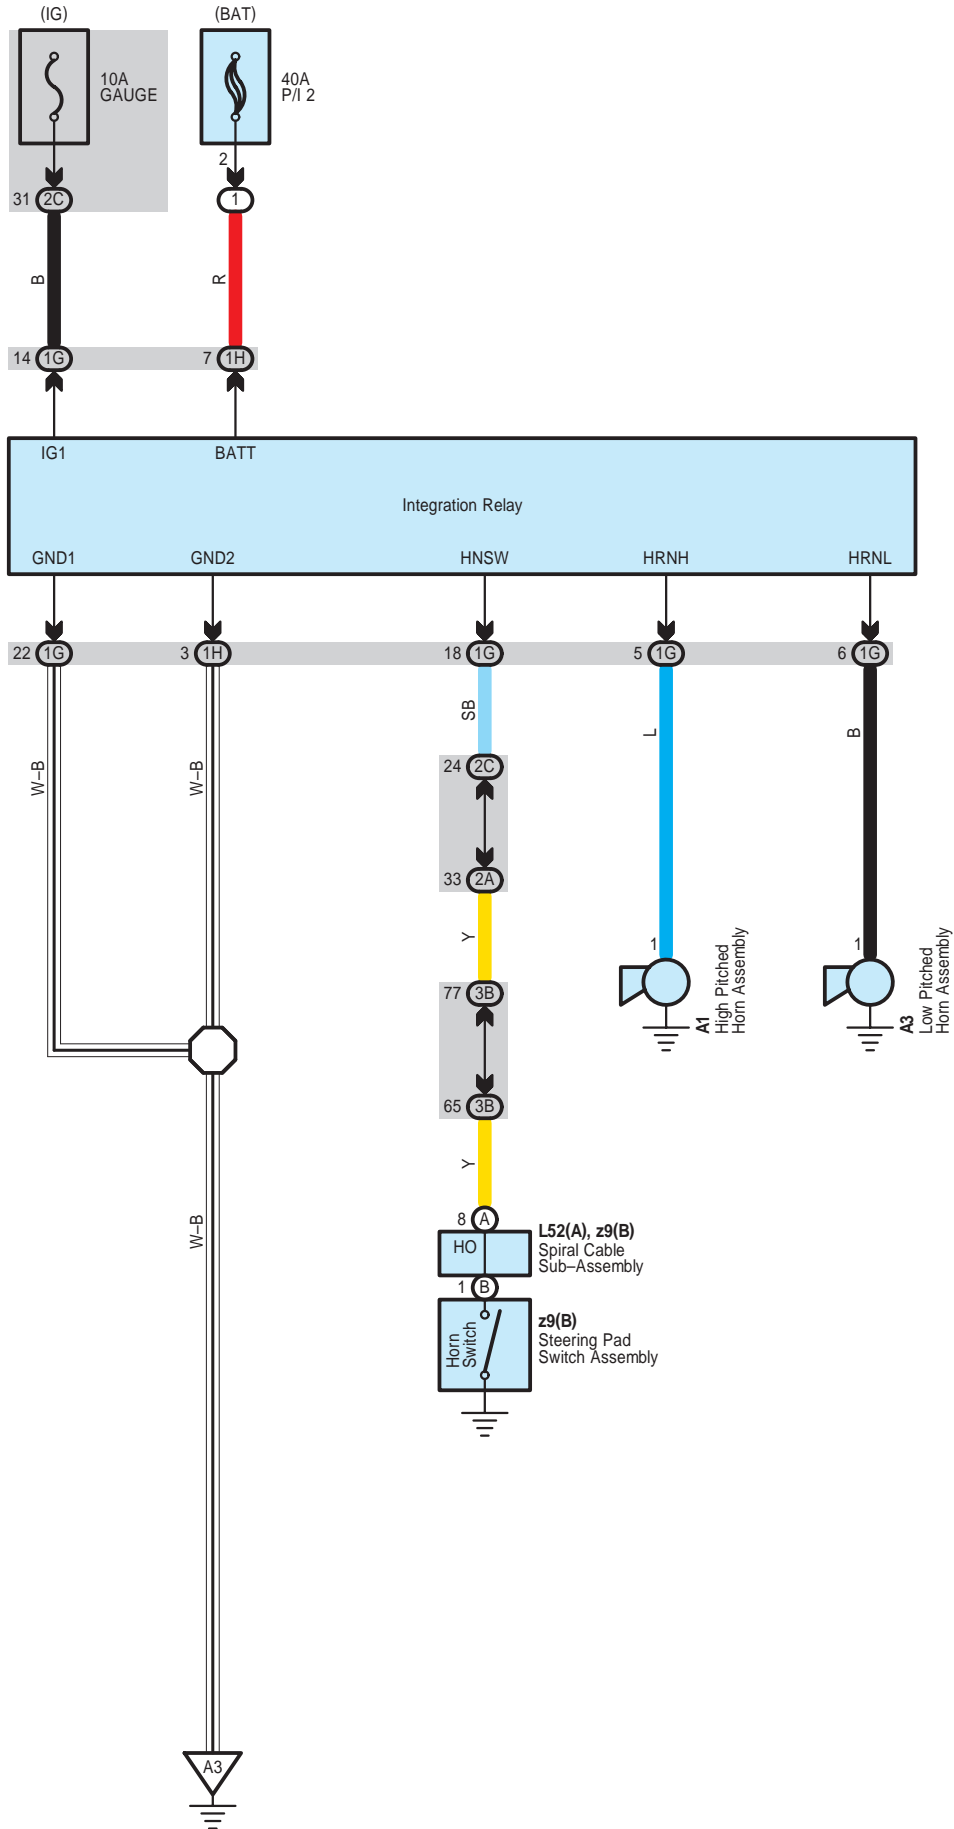 (IG)
(BAT)
10A
GAUGE
40A
P/I 2
2
31 2C
1
B
R
14 1G
7 1H
IG1
BATT
Integration Relay
GND1
GND2
HNSW
HRNH
HRNL
22 1G
3 1H
18 1G
5 1G
6 1G
W–B
W–B
SB
L
B
24 2C
33 2A
Y
77 3B
65 3B
Y
1
A1
High Pitched
Horn Assembly
1
A3
Low Pitched
Horn Assembly
W–B
8 A
HO
L52(A), z9(B)
Spiral Cable
Sub–Assembly
1 B
Horn
Switch
z9(B)
Steering Pad
Switch Assembly
A3